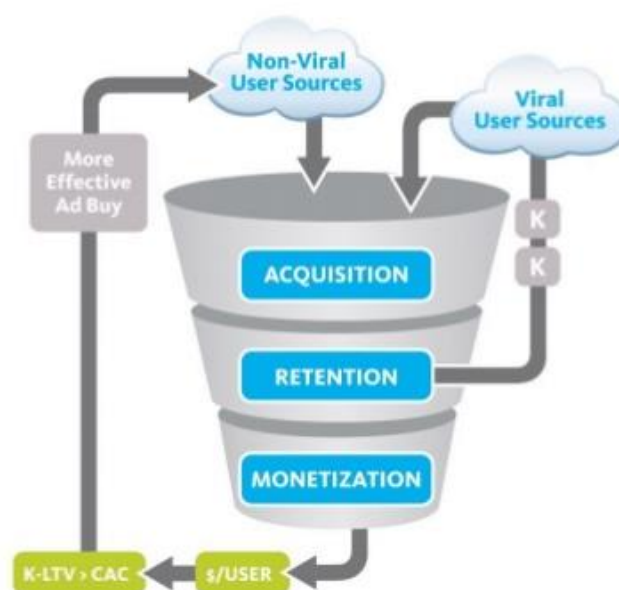 Non-Viral
User Sources
Viral
User Sources
More
Effective
Ad Buy
K
K
ACQUISITION
RETENTION
MONETIZATION
K-LTV › CAC
$/USER